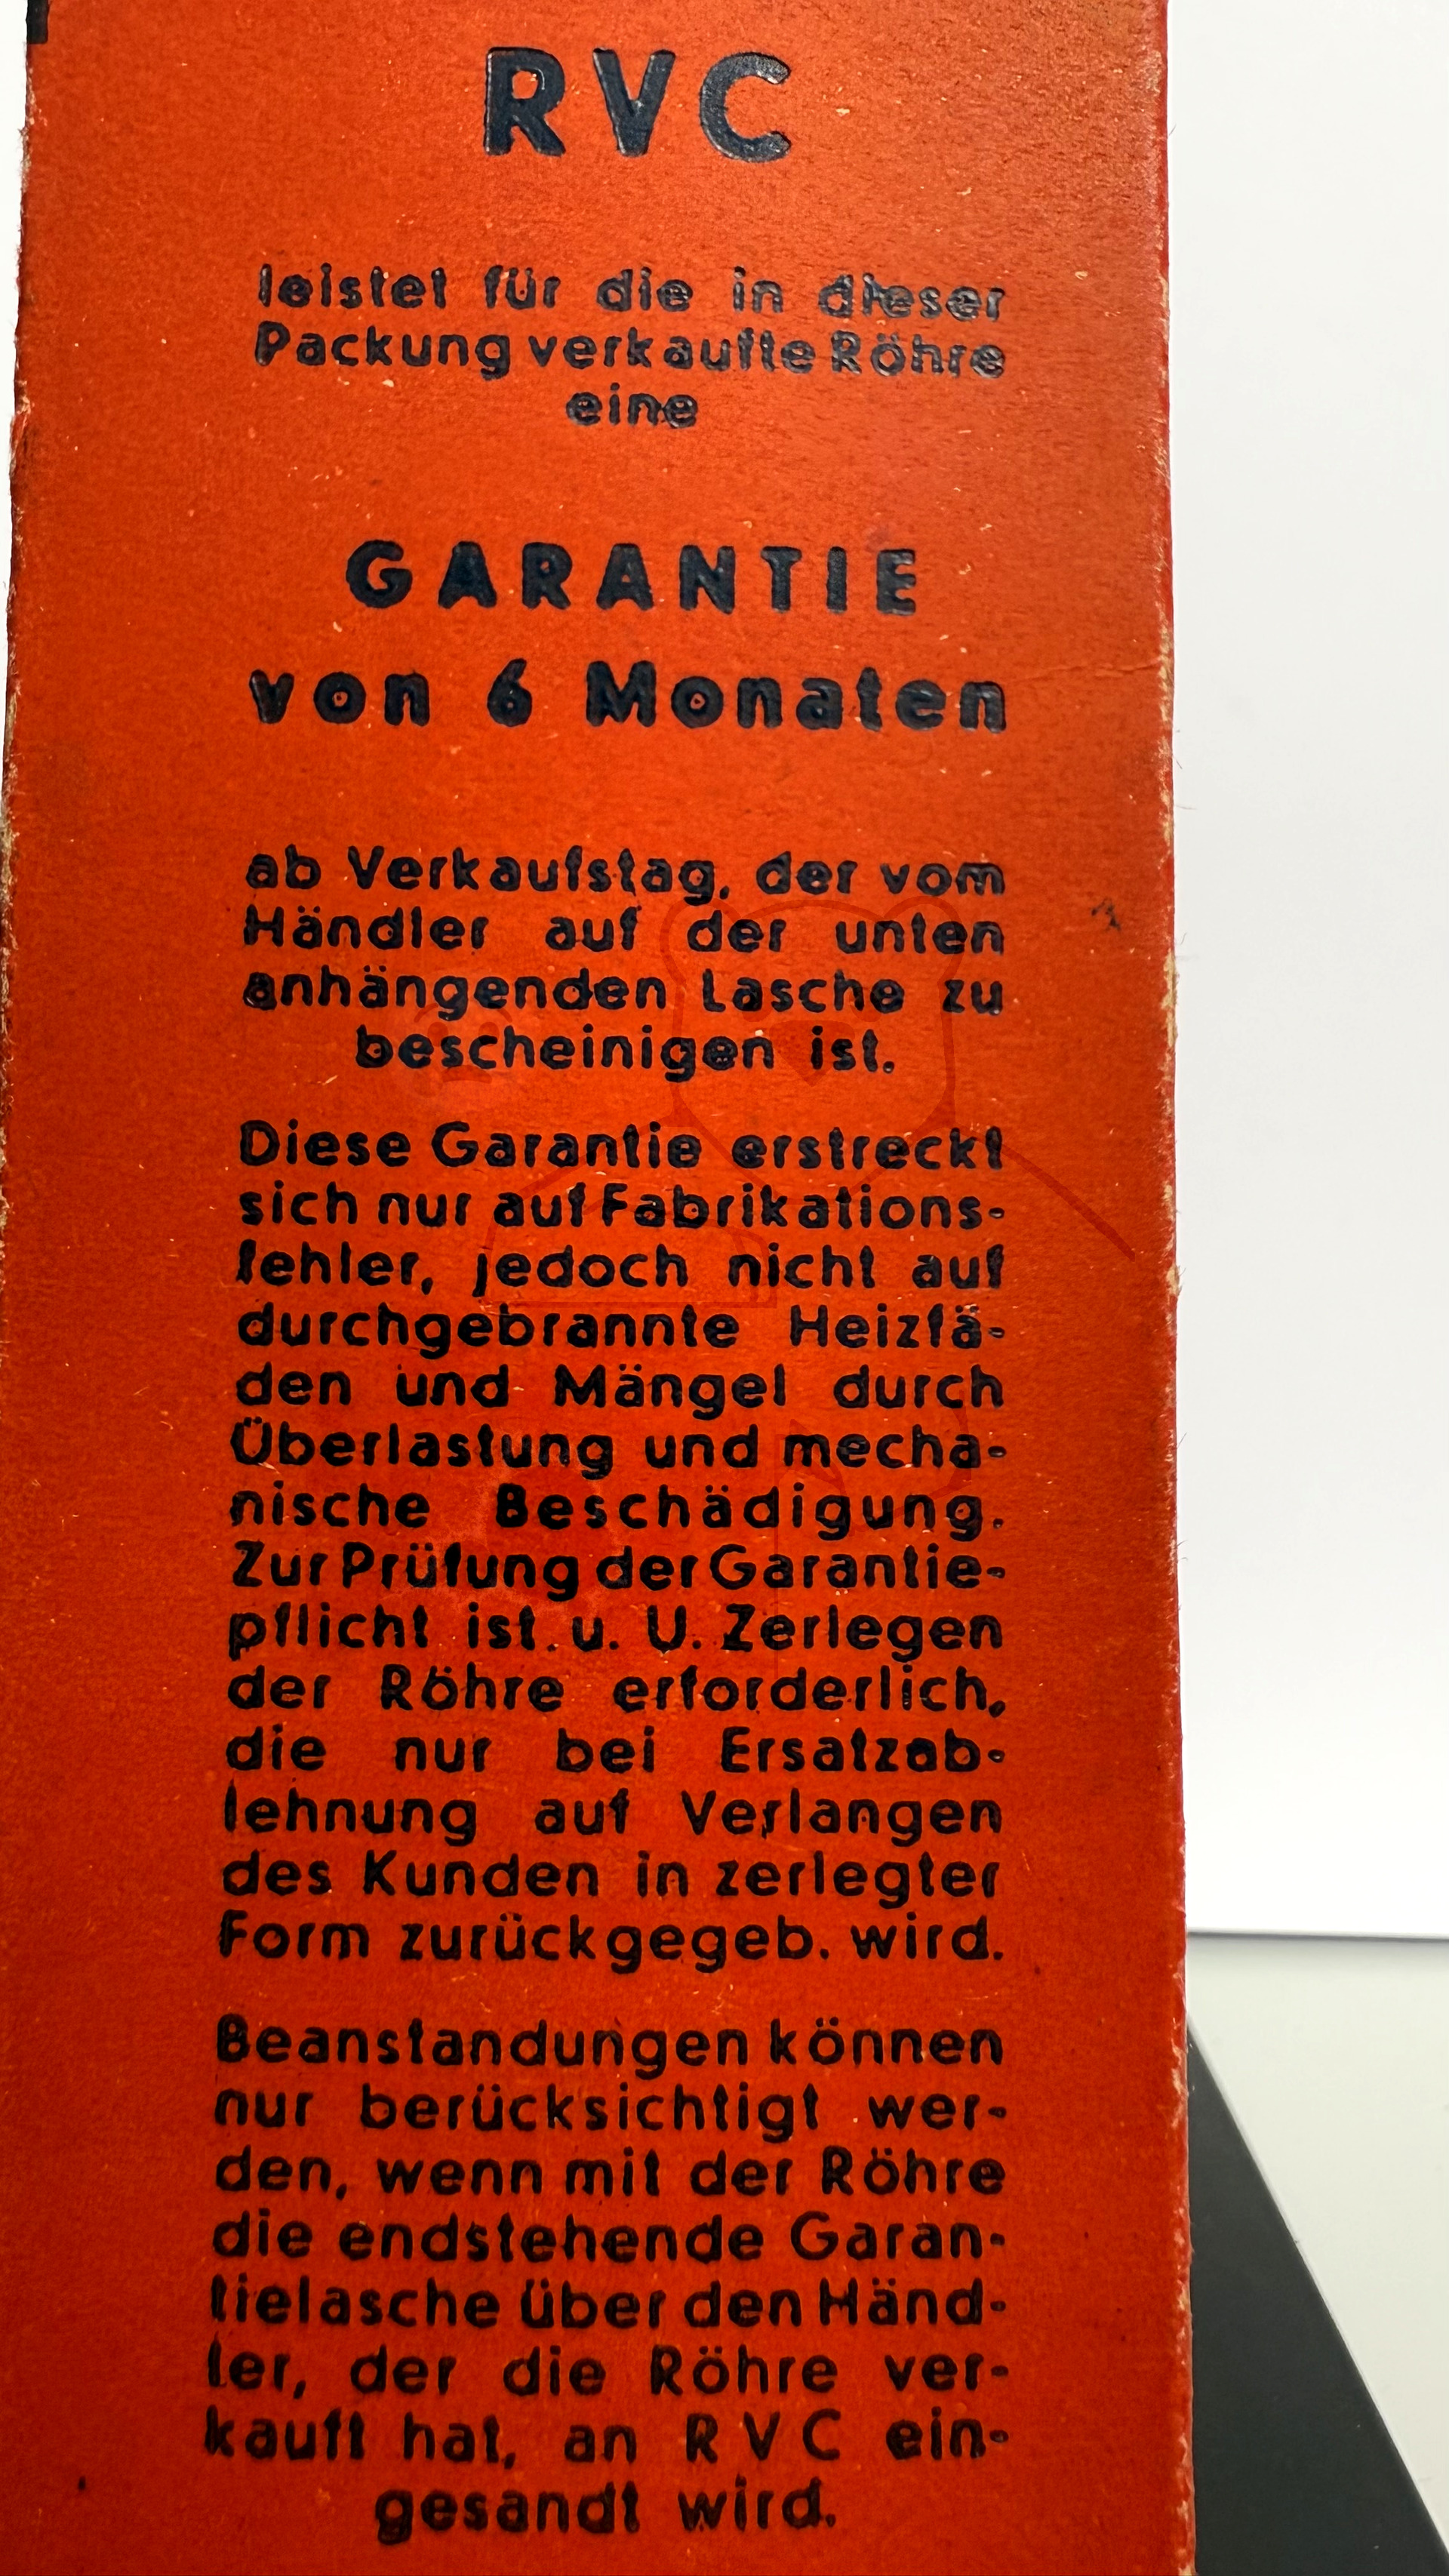 RVC
leistet für die in dieser
Packung verkaufte Röhre
eine
GARANTIE
von 6 Monaten
ab Verkaufstag, der vom
Händler auf der unten
anhängenden Lasche zu
bescheinigen ist.
Diese Garantie erstreckt
sich nur auf Fabrikations-
fehler, jedoch nicht auf
durchgebrannte Heizfä-
den und Mängel durch
Überlastung und mecha-
nische Beschädigung.
Zur Prüfung der Garantie-
pflicht ist u. U. Zerlegen
der Röhre erforderlich,
die nur bei Ersatzab-
lehnung auf Verlangen
des Kunden in zerlegter
Form zurückgegeb. wird.
Beanstandungen können
nur berücksichtigt wer-
den, wenn mit der Röhre
die endstehende Garan-
tielasche über den Händ-
ler, der die Röhre ver-
kauft hat, an RVC ein-
gesandt wird.